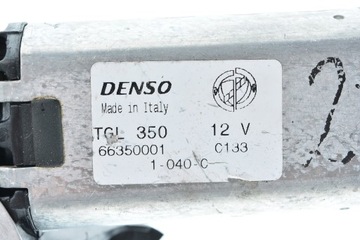 DENSO
Made in Italy
TGL 350 12 V
66350001 C133
1-040-C